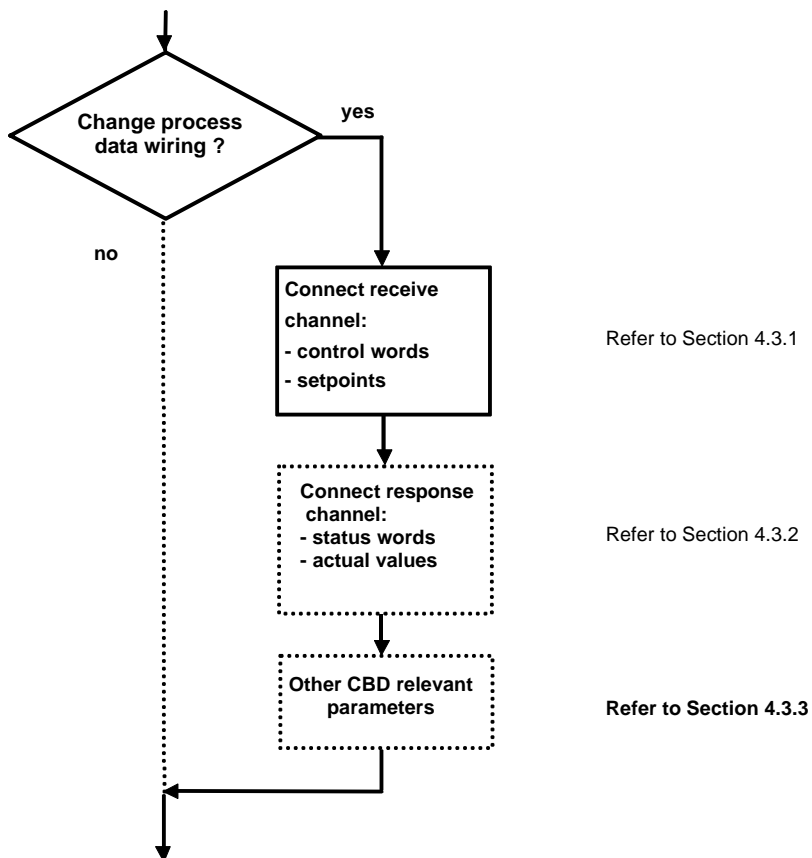 Change process
data wiring ?
yes
no
Connect receive
channel:
- control words
- setpoints
Refer to Section 4.3.1
Connect response
channel:
- status words
- actual values
Refer to Section 4.3.2
Other CBD relevant
parameters
Refer to Section 4.3.3